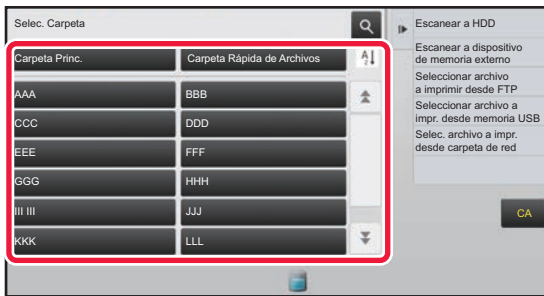 Selec. Carpeta
Carpeta Princ.
Carpeta Rápida de Archivos
AAA
BBB
CCC
DDD
EEE
FFF
GGG
HHH
III III
JJJ
KKK
LLL
Escanear a HDD
Escanear a dispositivo
de memoria externo
Seleccionar archivo
a imprimir desde FTP
Seleccionar archivo a
impr. desde memoria USB
Selec. archivo a impr.
desde carpeta de red
CA